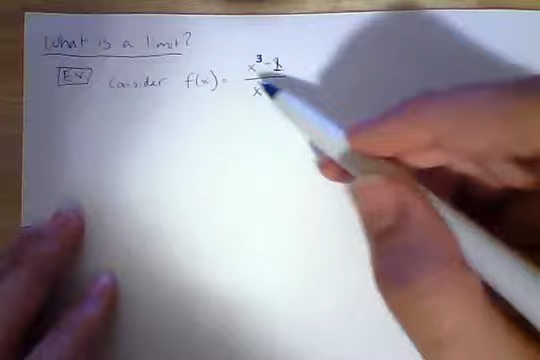 What is a limit?
Ex Consider f(x) = x³ - 1
x